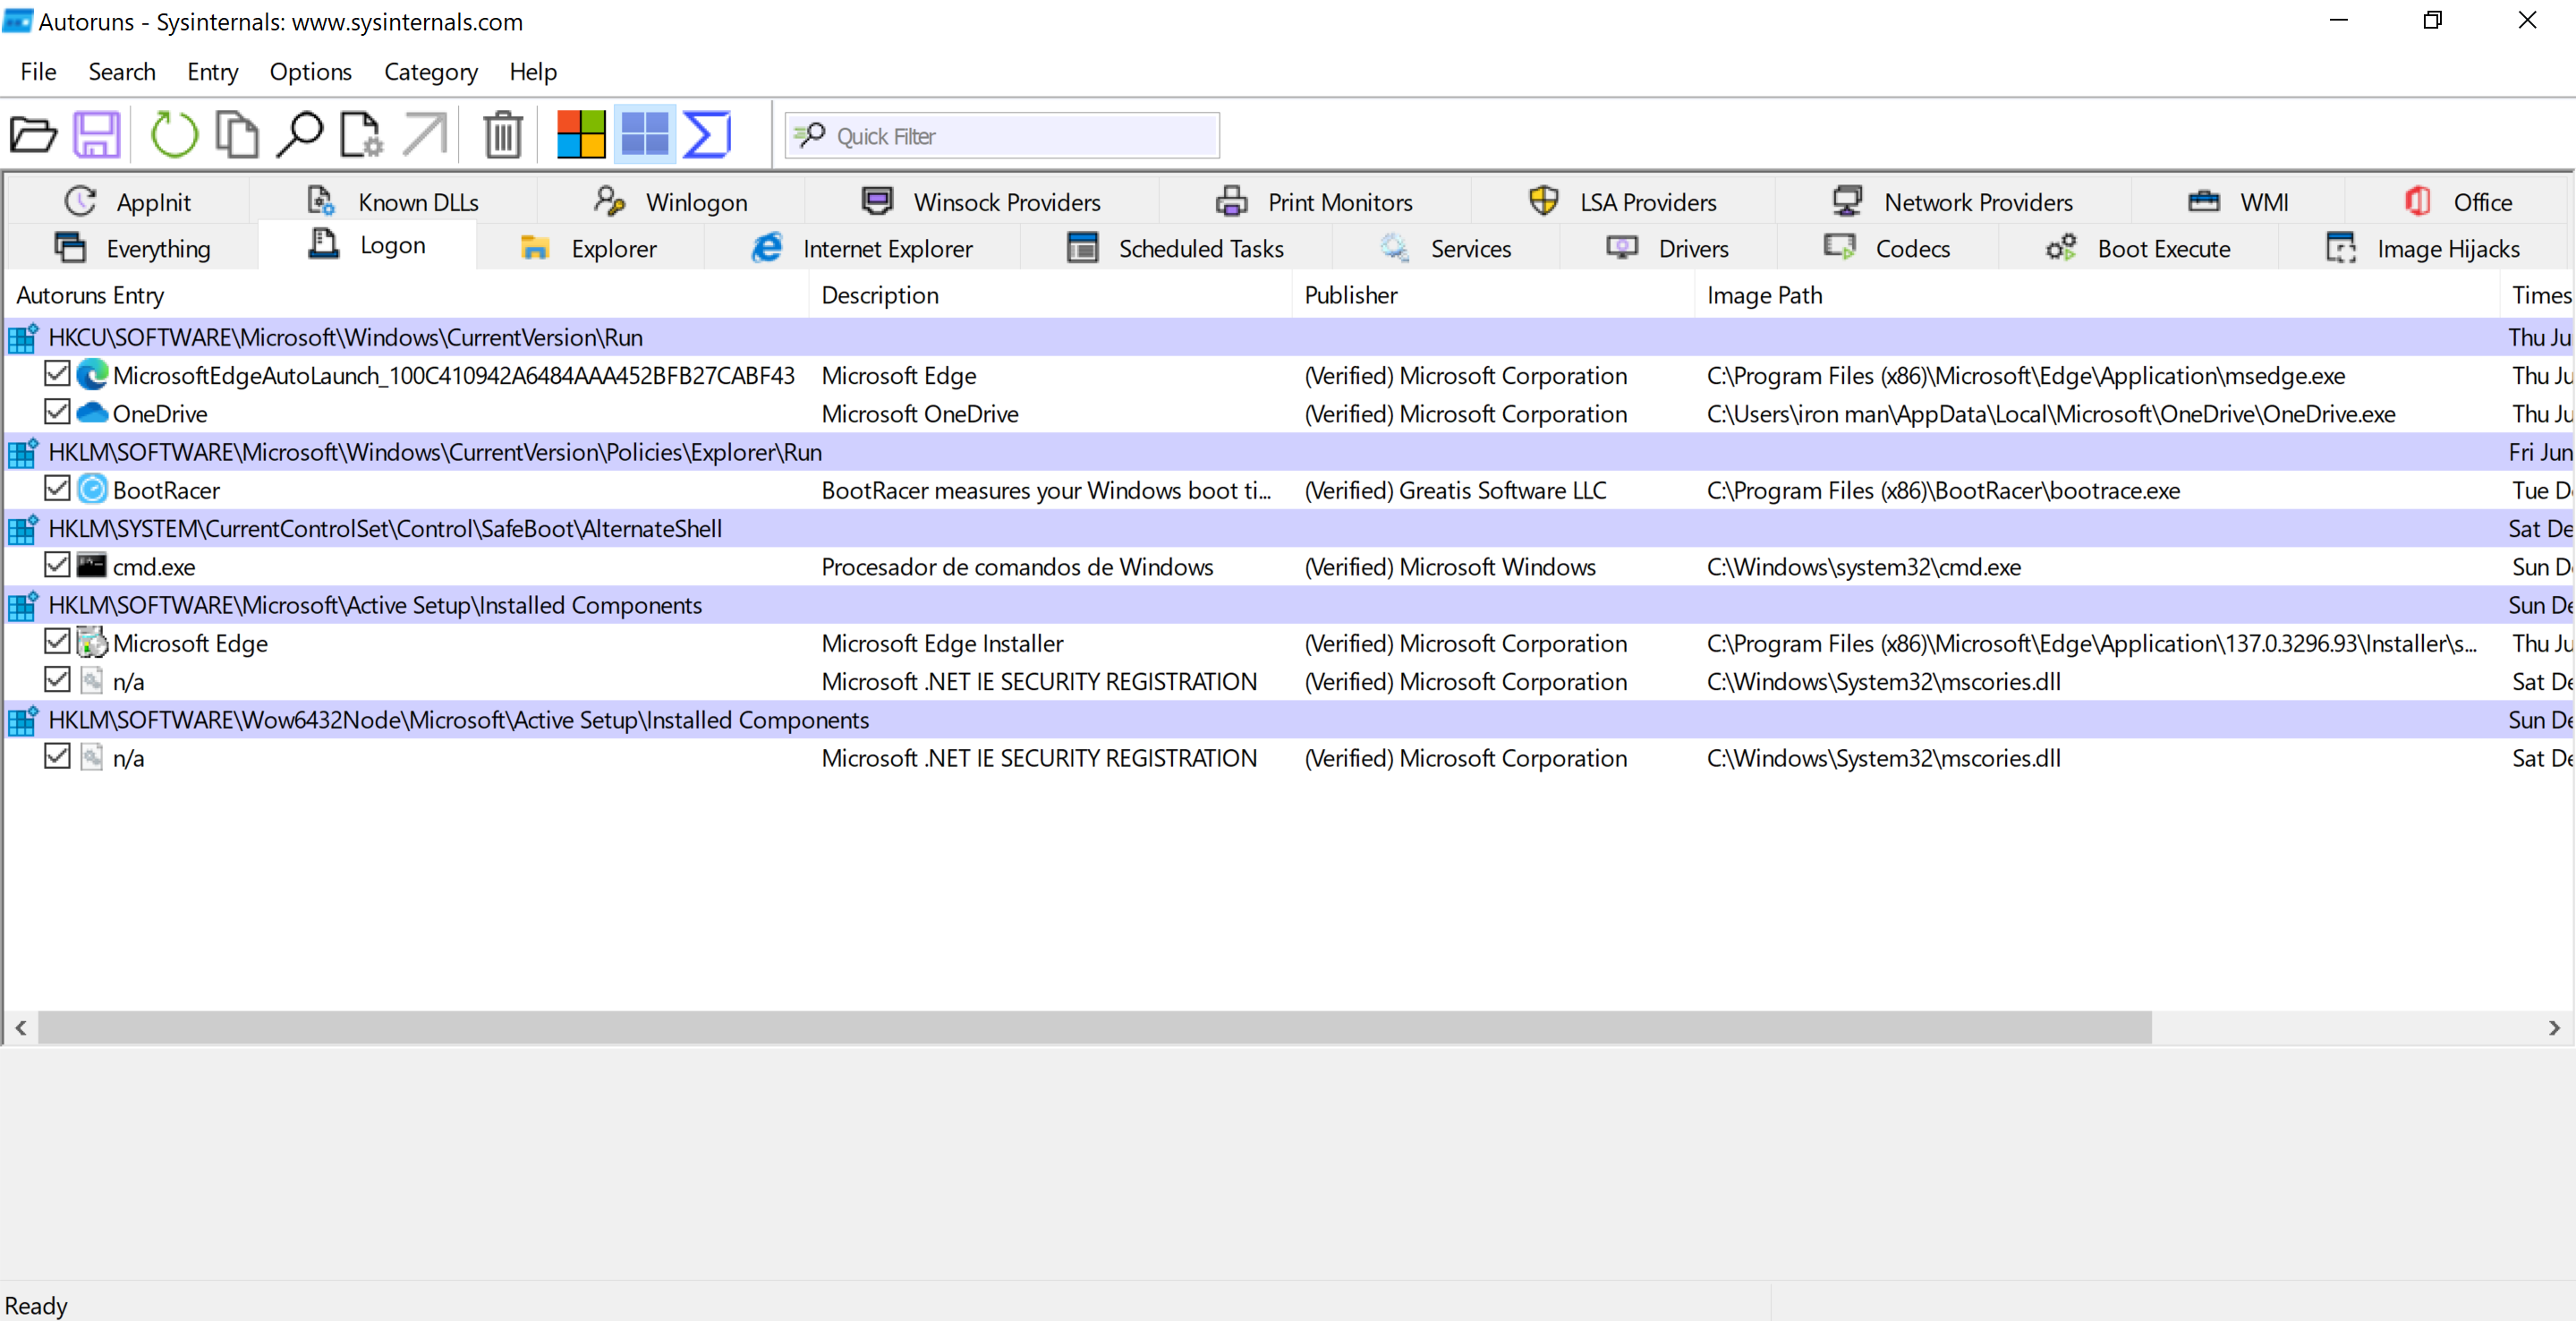 Autoruns - Sysinternals: www.sysinternals.com
File Search Entry Options Category Help
Quick Filter
AppInit Known DLLs Winlogon Winsock Providers Print Monitors LSA Providers Network Providers WMI Office
Everything Logon Explorer Internet Explorer Scheduled Tasks Services Drivers Codecs Boot Execute Image Hijacks
Autoruns Entry Description Publisher Image Path Times
HKCU\SOFTWARE\Microsoft\Windows\CurrentVersion\Run Thu Ju
MicrosoftEdgeAutoLaunch_100C410942A6484AAA452BFB27CABF43 Microsoft Edge (Verified) Microsoft Corporation C:\Program Files (x86)\Microsoft\Edge\Application\msedge.exe Thu Ju
OneDrive Microsoft OneDrive (Verified) Microsoft Corporation C:\Users\iron man\AppData\Local\Microsoft\OneDrive\OneDrive.exe Thu Ju
HKLM\SOFTWARE\Microsoft\Windows\CurrentVersion\Policies\Explorer\Run Fri Jun
BootRacer BootRacer measures your Windows boot ti... (Verified) Greatis Software LLC C:\Program Files (x86)\BootRacer\bootrace.exe Tue D
HKLM\SYSTEM\CurrentControlSet\Control\SafeBoot\AlternateShell Sat De
cmd.exe Procesador de comandos de Windows (Verified) Microsoft Windows C:\Windows\system32\cmd.exe Sun D
HKLM\SOFTWARE\Microsoft\Active Setup\Installed Components Sun De
Microsoft Edge Microsoft Edge Installer (Verified) Microsoft Corporation C:\Program Files (x86)\Microsoft\Edge\Application\137.0.3296.93\Installer\s... Thu Ju
n/a Microsoft .NET IE SECURITY REGISTRATION (Verified) Microsoft Corporation C:\Windows\System32\mscories.dll Sat De
HKLM\SOFTWARE\Wow6432Node\Microsoft\Active Setup\Installed Components Sun De
n/a Microsoft .NET IE SECURITY REGISTRATION (Verified) Microsoft Corporation C:\Windows\System32\mscories.dll Sat De
Ready